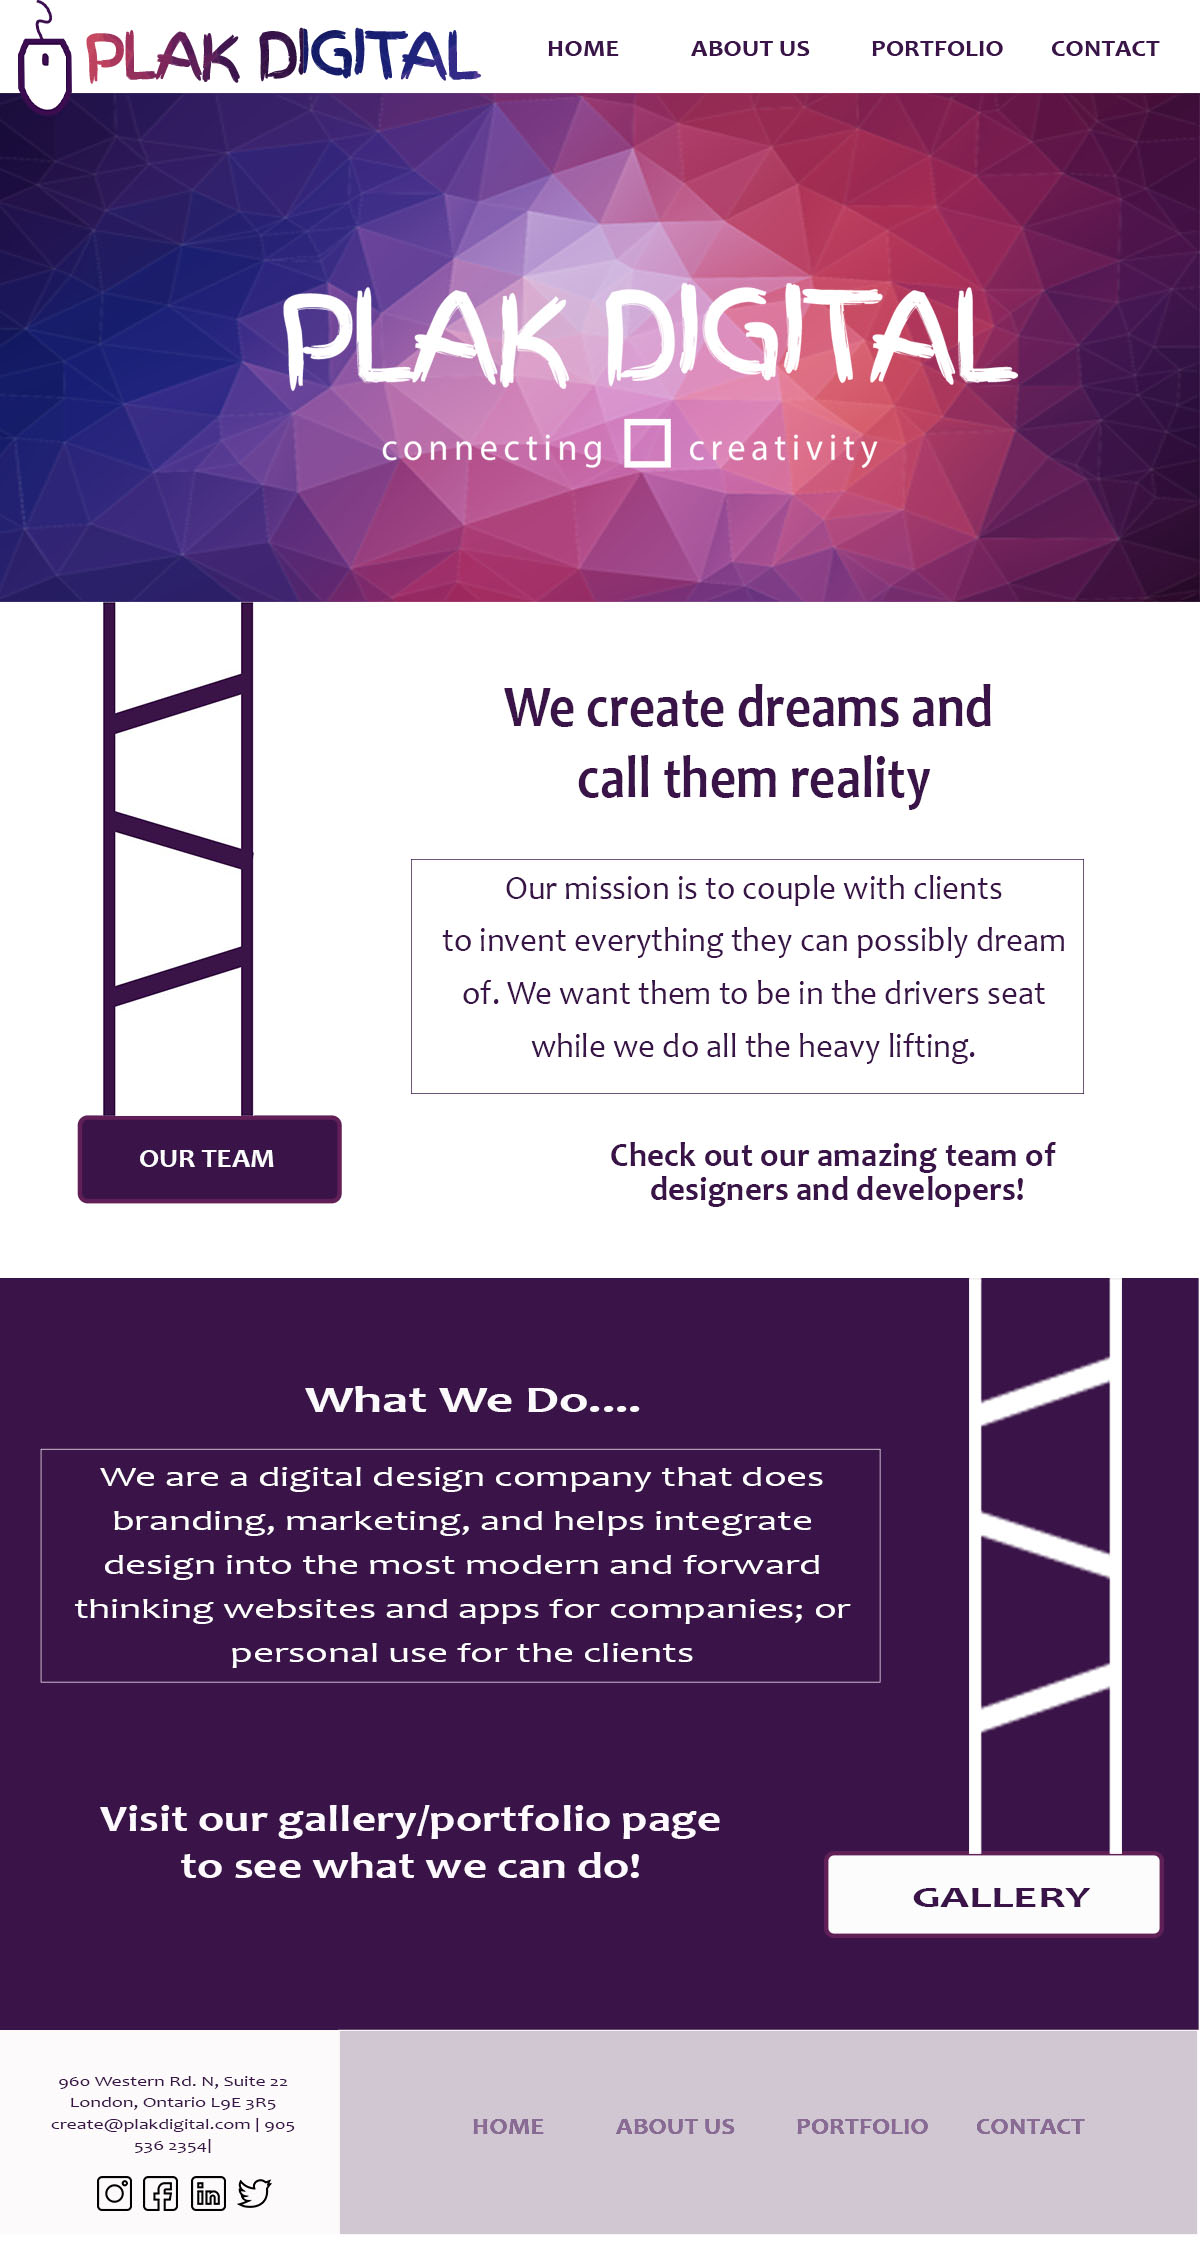 PLAK DIGITAL
HOME ABOUT US PORTFOLIO CONTACT
PLAK DIGITAL
connecting creativity
We create dreams and
call them reality
Our mission is to couple with clients
to invent everything they can possibly dream
of. We want them to be in the drivers seat
while we do all the heavy lifting.
OUR TEAM
Check out our amazing team of
designers and developers!
What We Do....
We are a digital design company that does
branding, marketing, and helps integrate
design into the most modern and forward
thinking websites and apps for companies; or
personal use for the clients
Visit our gallery/portfolio page
to see what we can do!
GALLERY
960 Western Rd. N, Suite 22
London, Ontario L9E 3R5
create@plakdigital.com | 905
536 2354|
HOME ABOUT US PORTFOLIO CONTACT